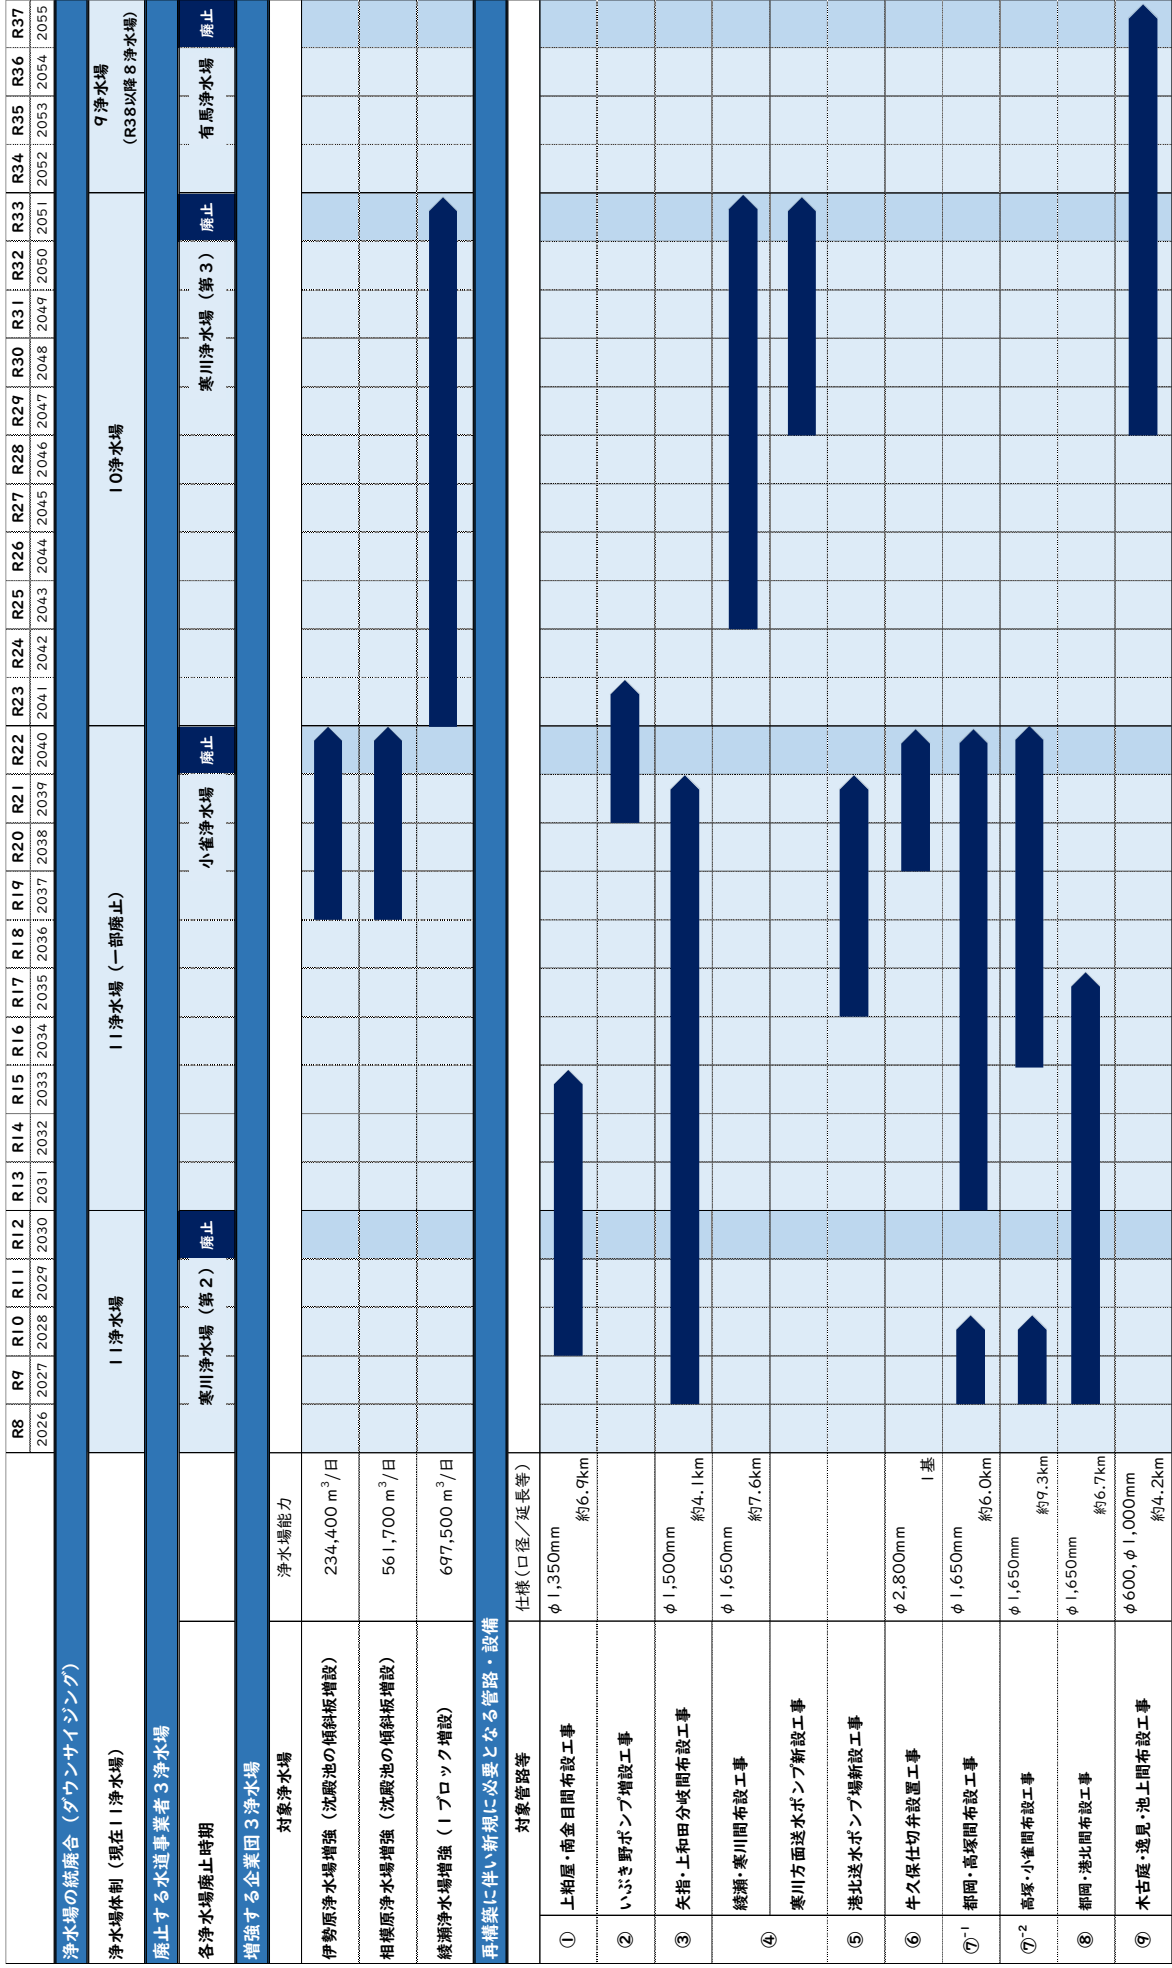 R8 R9 R10 R11 R12 R13 R14 R15 R16 R17 R18 R19 R20 R21 R22 R23 R24 R25 R26 R27 R28 R29 R30 R31 R32 R33 R34 R35 R36 R37
2026 2027 2028 2029 2030 2031 2032 2033 2034 2035 2036 2037 2038 2039 2040 2041 2042 2043 2044 2045 2046 2047 2048 2049 2050 2051 2052 2053 2054 2055
浄水場の統廃合（ダウンサイジング）
浄水場体制（現在11浄水場） 11浄水場 11浄水場（一部廃止） 10浄水場 9浄水場
(R38以降8浄水場)
廃止する水道事業者3浄水場
各浄水場廃止時期 寒川浄水場（第2） 廃止 小雀浄水場 廃止 寒川浄水場（第3） 廃止 有馬浄水場 廃止
増強する企業団3浄水場
対象浄水場 浄水場能力
伊勢原浄水場増強（沈殿池の傾斜板増設） 234,400㎥/日
相模原浄水場増強（沈殿池の傾斜板増設） 561,700㎥/日
綾瀬浄水場増強（1ブロック増設） 697,500㎥/日
再構築に伴い新規に必要となる管路・設備
対象管路等 仕様(口径/延長等)
① 上粕屋・南金目間布設工事 φ1,350mm
約6.9km
② いぶき野ポンプ増設工事
③ 矢指・上和田分岐間布設工事 φ1,500mm
約4.1km
④ 綾瀬・寒川間布設工事 φ1,650mm
約7.6km
寒川方面送水ポンプ新設工事
⑤ 港北送水ポンプ場新設工事
⑥ 牛久保仕切弁設置工事 φ2,800mm
1基
⑦-1 都岡・高塚間布設工事 φ1,650mm
約6.0km
⑦-2 高塚・小雀間布設工事 φ1,650mm
約9.3km
⑧ 都岡・港北間布設工事 φ1,650mm
約6.7km
⑨ 木古庭・逸見・池上間布設工事 φ600,φ1,000mm
約4.2km